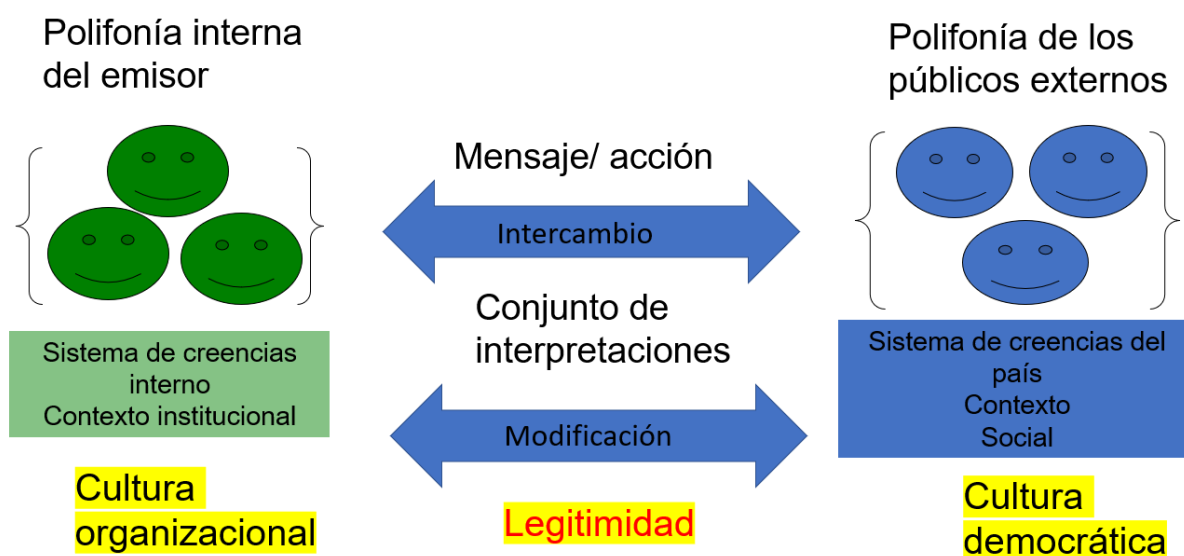 Polifonía interna
del emisor
Polifonía de los
públicos externos
Mensaje/ acción
Intercambio
Conjunto de
interpretaciones
Sistema de creencias
interno
Contexto institucional
Sistema de creencias del
país
Contexto
Social
Modificación
Cultura
organizacional
Legitimidad
Cultura
democrática